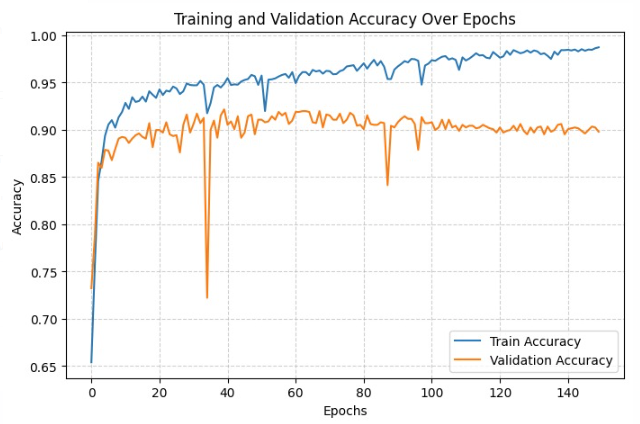 Training and Validation Accuracy Over Epochs
1.00
0.95
0.90
0.85
0.80
0.75
0.70
0.65
Accuracy
0 20 40 60 80 100 120 140
Epochs
Train Accuracy
Validation Accuracy